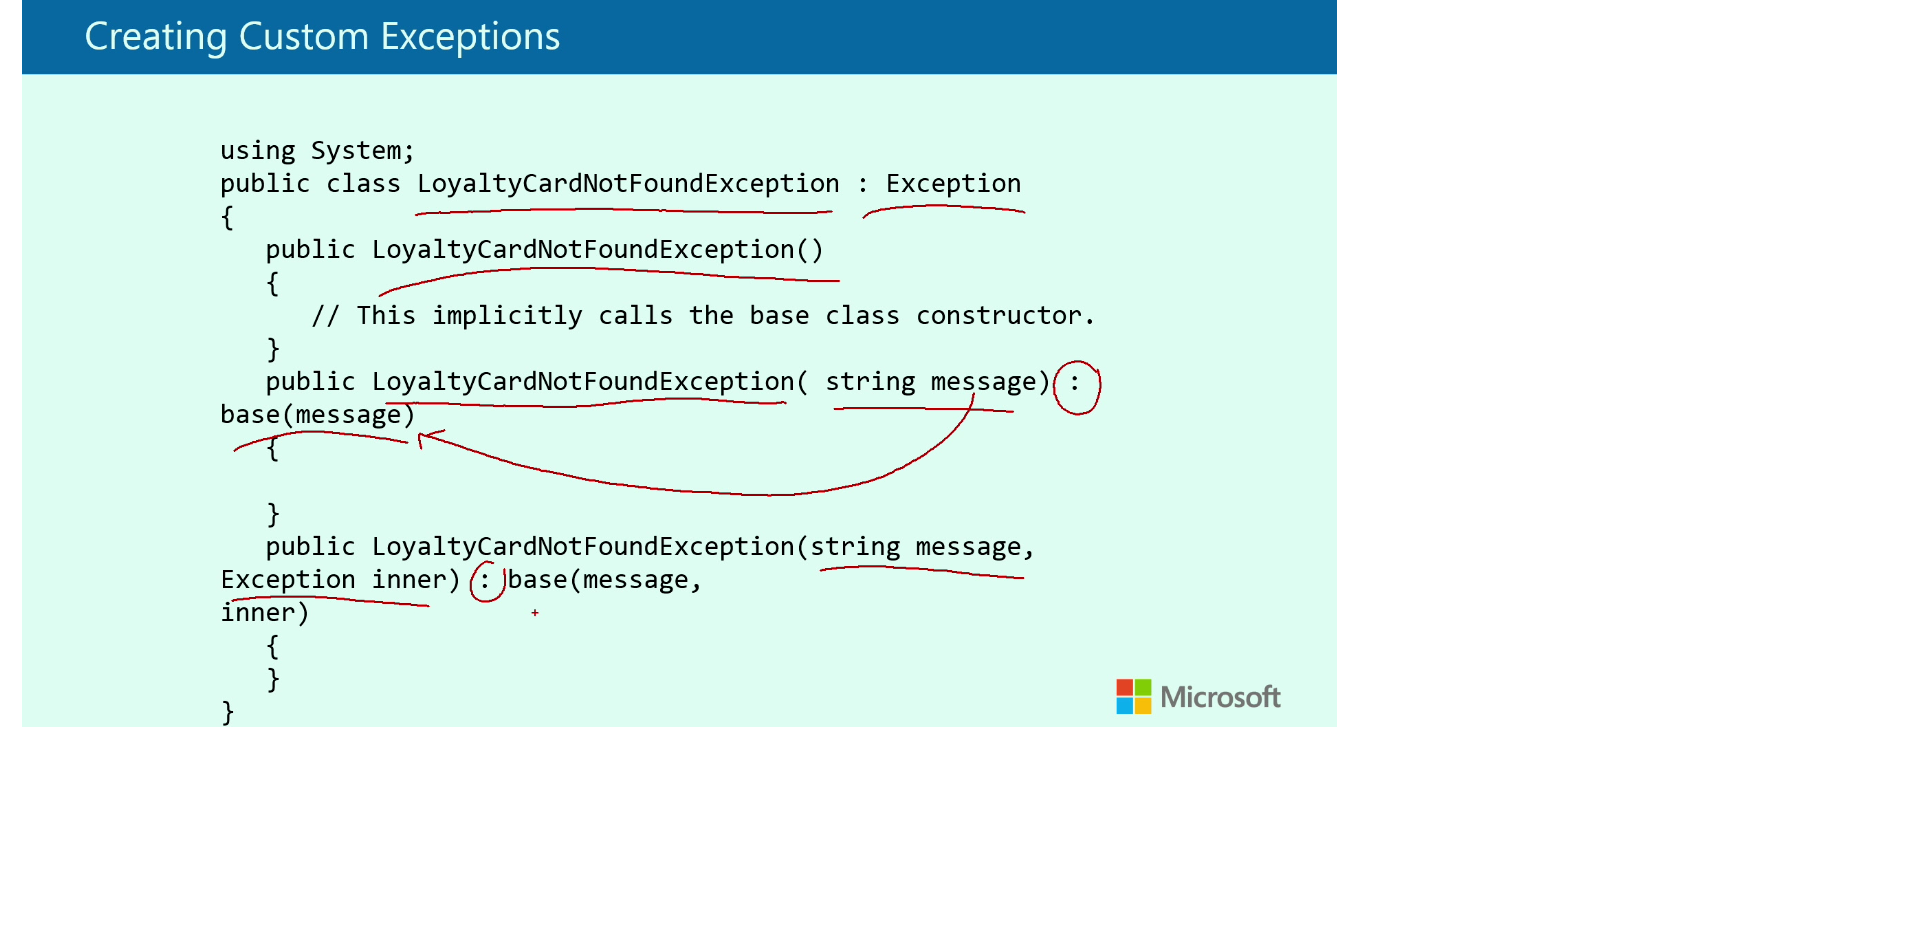 Creating Custom Exceptions
using System;
public class LoyaltyCardNotFoundException : Exception
{
public LoyaltyCardNotFoundException()
{
// This implicitly calls the base class constructor.
}
public LoyaltyCardNotFoundException( string message) :
base(message)
{
}
public LoyaltyCardNotFoundException(string message,
Exception inner) : base(message,
inner)
{
}
}
Microsoft